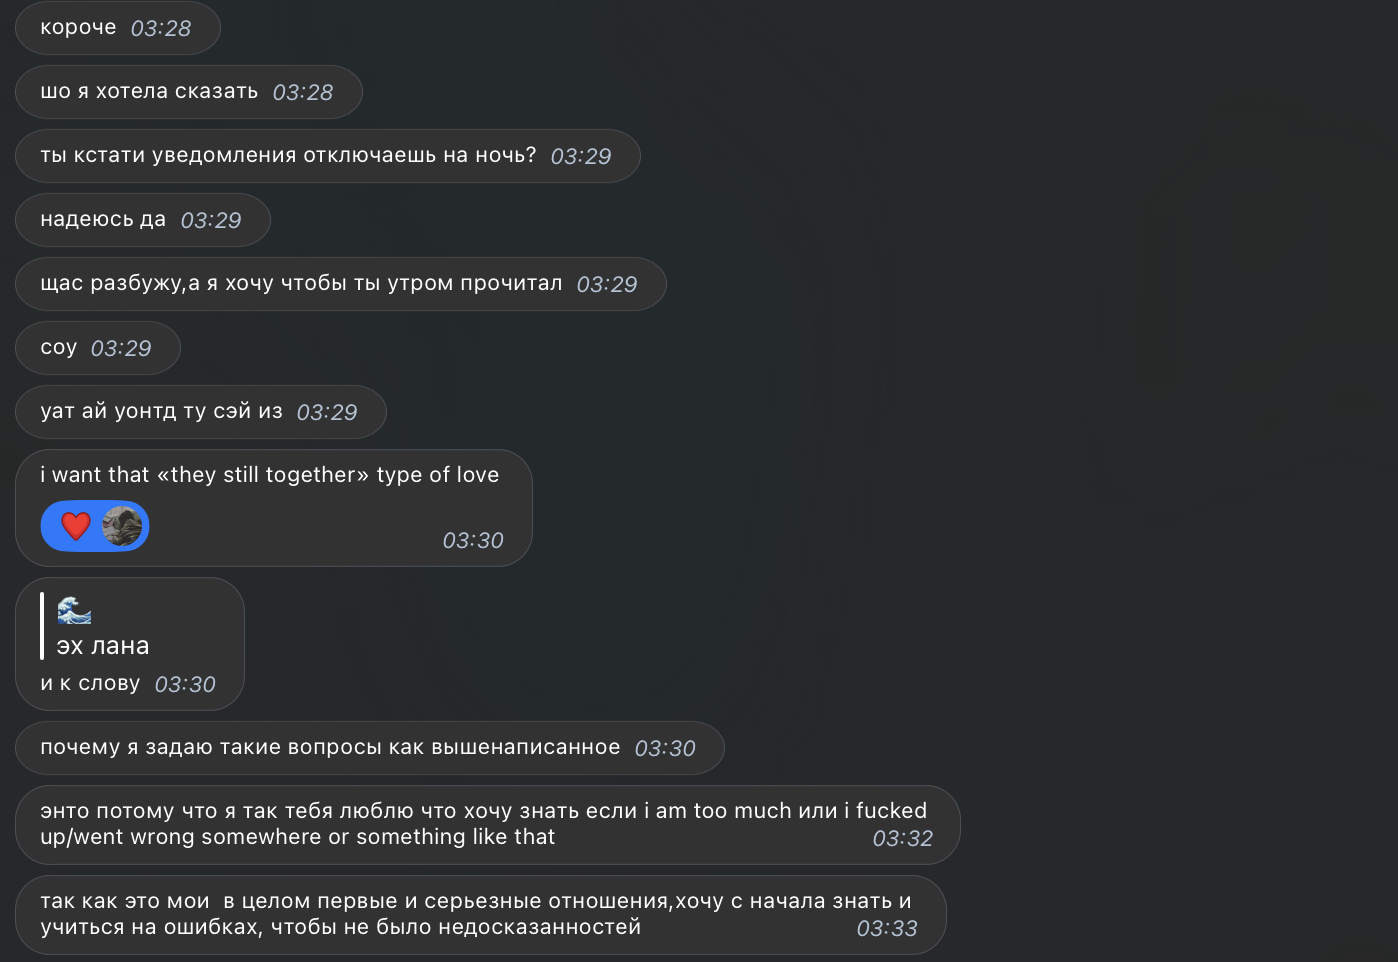 короче 03:28
шо я хотела сказать 03:28
ты кстати уведомления отключаешь на ночь? 03:29
надеюсь да 03:29
щас разбужу,а я хочу чтобы ты утром прочитал 03:29
соу 03:29
уат ай уонтд ту сэй из 03:29
i want that «they still together» type of love
03:30
эх лана
и к слову 03:30
почему я задаю такие вопросы как вышенаписанное 03:30
энто потому что я так тебя люблю что хочу знать если i am too much или i fucked
up/went wrong somewhere or something like that 03:32
так как это мои  в целом первые и серьезные отношения,хочу с начала знать и
учиться на ошибках, чтобы не было недосказанностей 03:33